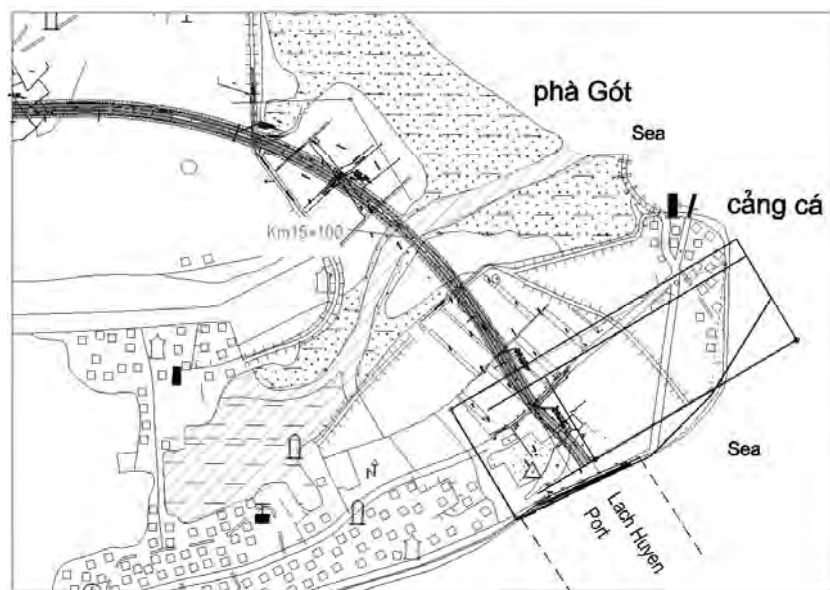 phà Gót
Sea
cảng cá
Km15+100
Sea
Lach Huyen
Port
N